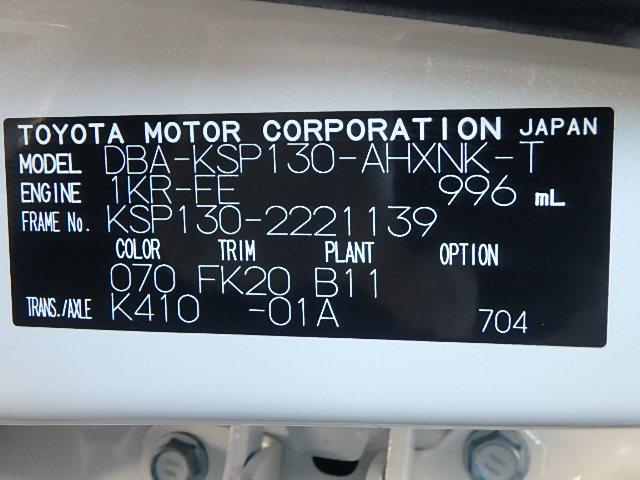 TOYOTA MOTOR CORPORATION JAPAN
MODEL DBA-KSP130-AHXNK-T
ENGINE 1KR-FE 996 mL
FRAME No. KSP130-2221139
COLOR TRIM PLANT OPTION
070 FK20 B11
TRANS./AXLE K410 -01A 704